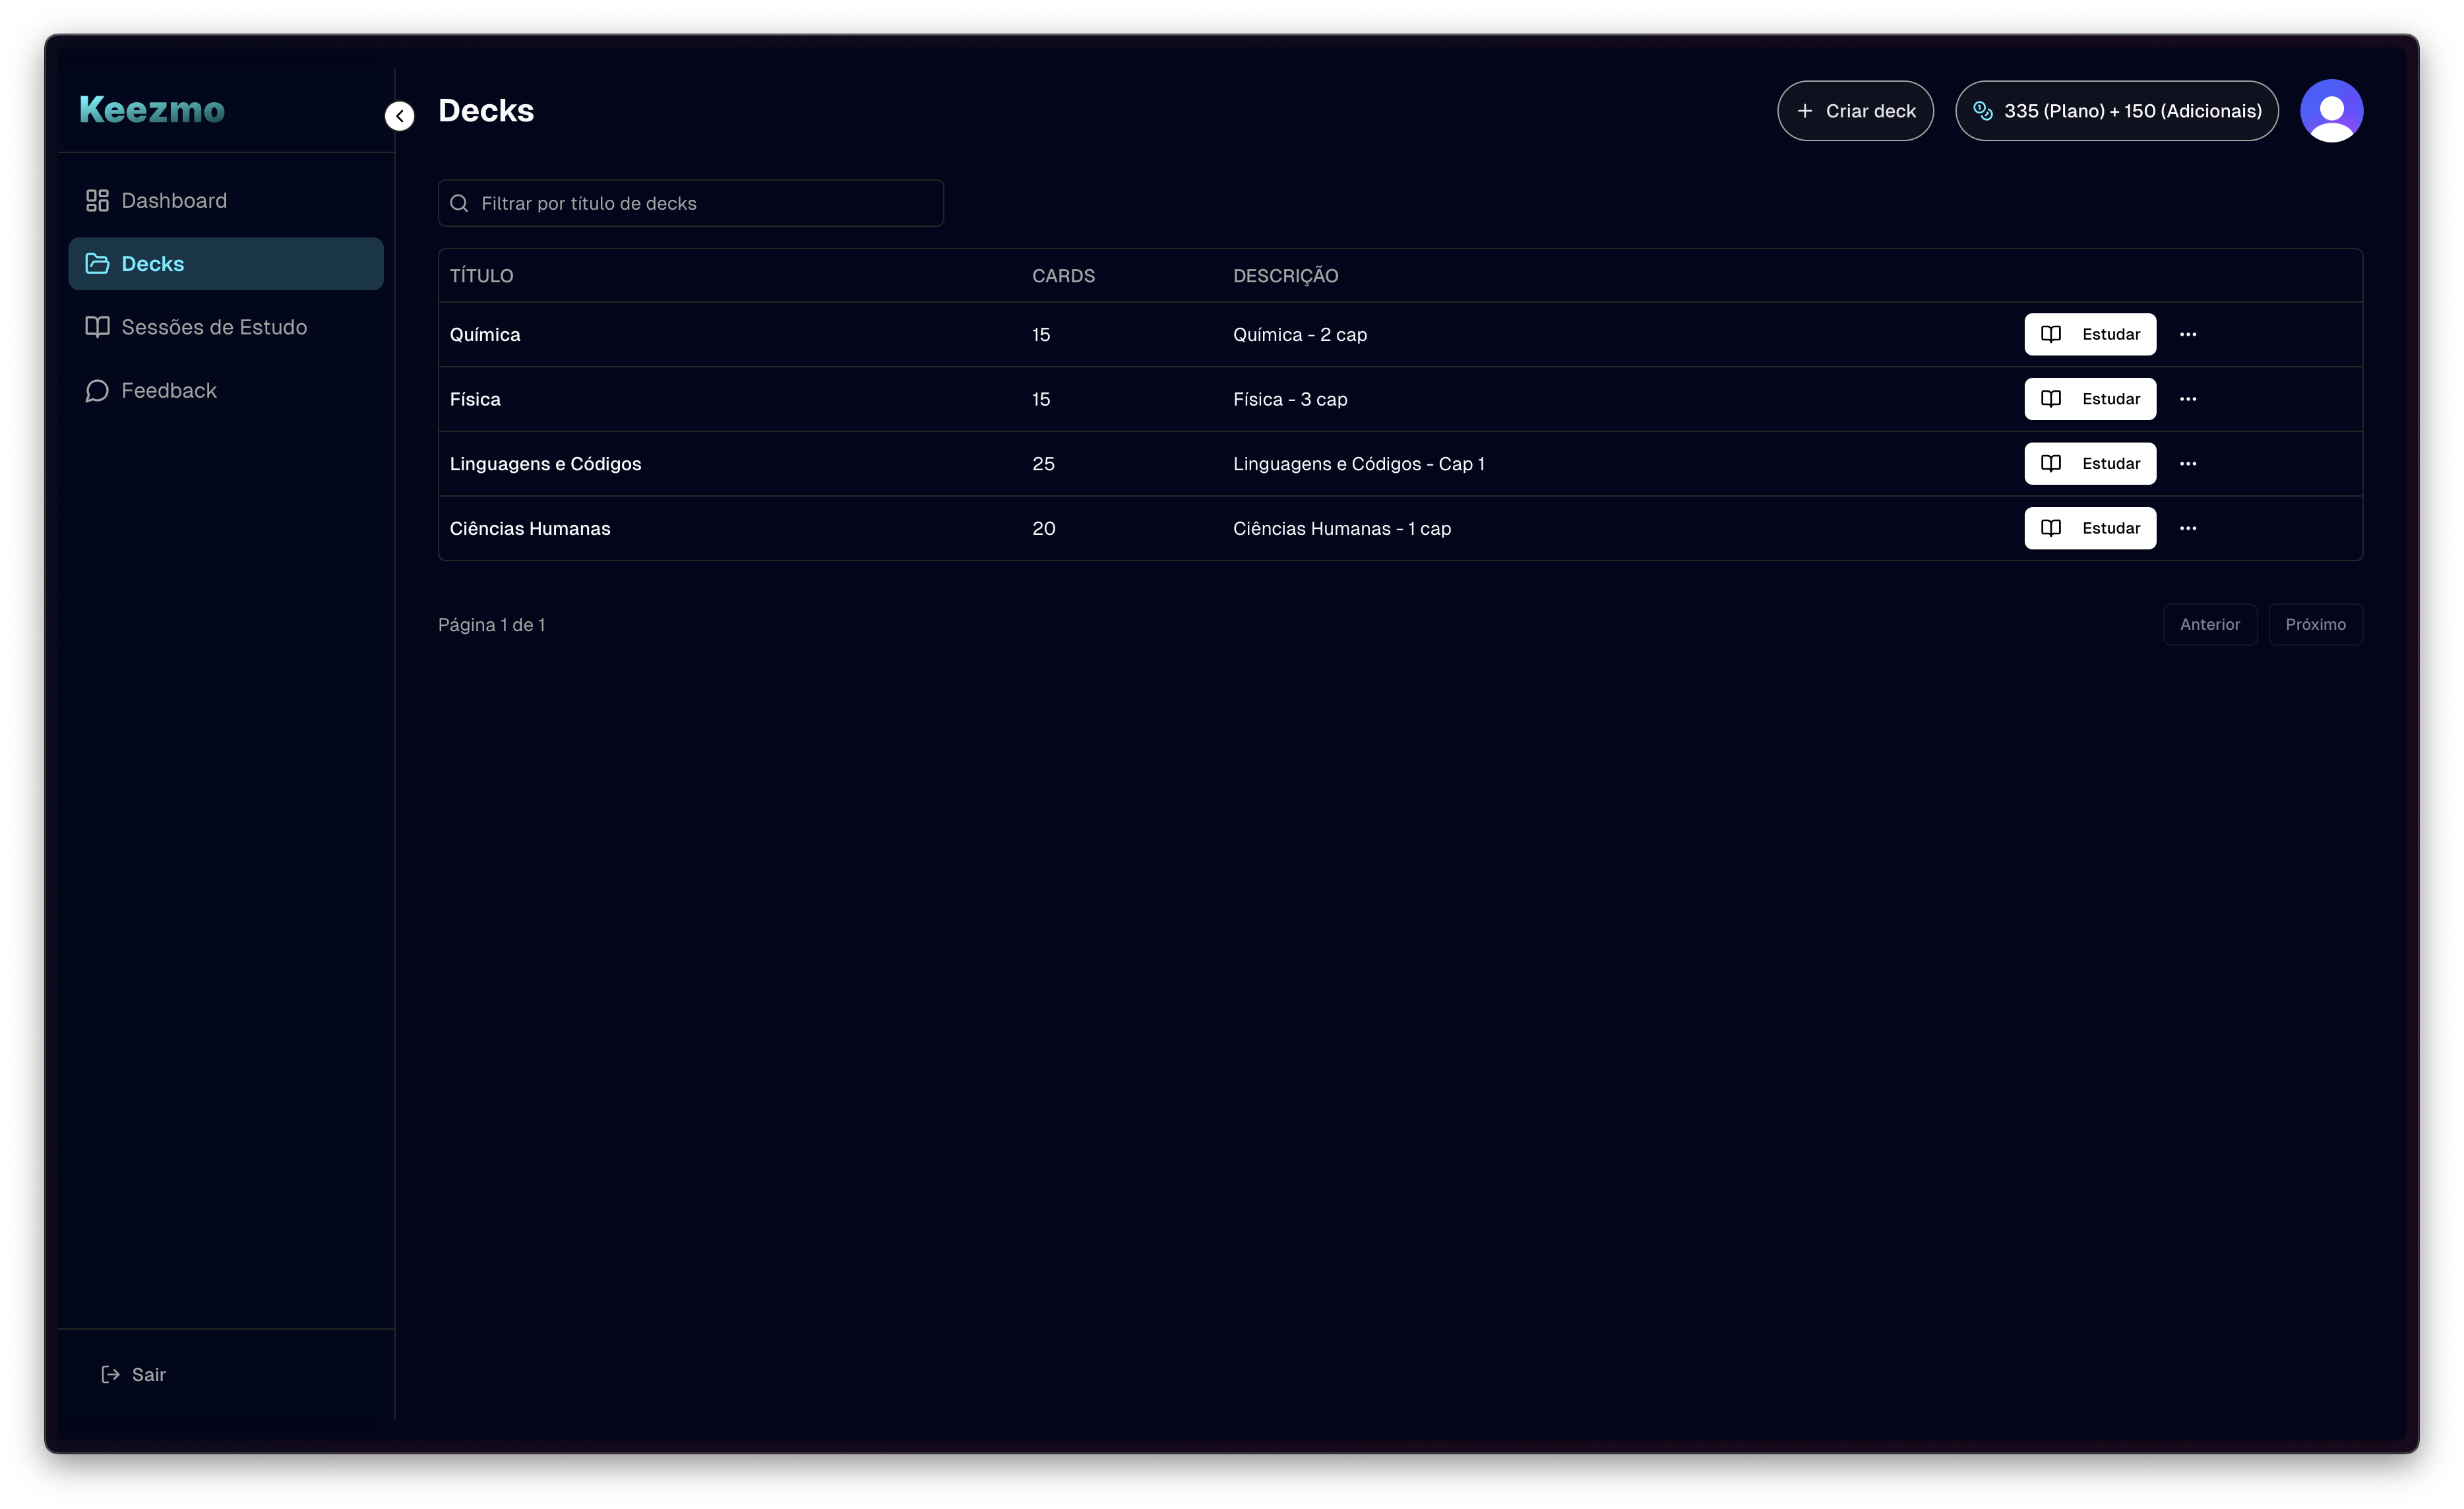 Keezmo
Dashboard
Decks
Sessões de Estudo
Feedback
Sair
Decks
Criar deck
335 (Plano) + 150 (Adicionais)
Filtrar por título de decks
TÍTULO CARDS DESCRIÇÃO
Química 15 Química - 2 cap Estudar
Física 15 Física - 3 cap Estudar
Linguagens e Códigos 25 Linguagens e Códigos - Cap 1 Estudar
Ciências Humanas 20 Ciências Humanas - 1 cap Estudar
Página 1 de 1 Anterior Próximo